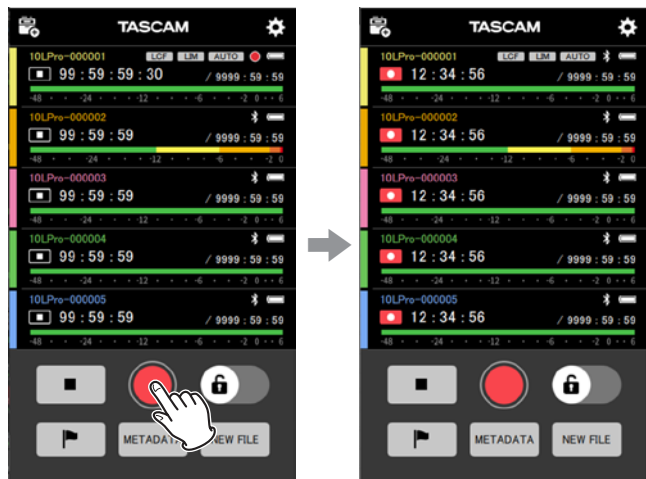 TASCAM
10LPro-000001 LCF LIM AUTO
99 : 59 : 59 : 30 / 9999 : 59 : 59
-48 -24 -12 -6 -2 0 6
10LPro-000002
99 : 59 : 59 / 9999 : 59 : 59
-48 -24 -12 -6 -2 0
10LPro-000003
99 : 59 : 59 / 9999 : 59 : 59
-48 -24 -12 -6 -2 0 6
10LPro-000004
99 : 59 : 59 / 9999 : 59 : 59
-48 -24 -12 -6 -2 0 6
10LPro-000005
99 : 59 : 59 / 9999 : 59 : 59
-48 -24 -12 -6 -2 0 6
METADATA NEW FILE
TASCAM
10LPro-000001 LCF LIM AUTO
12 : 34 : 56 / 9999 : 59 : 59
-48 -24 -12 -6 -2 0 6
10LPro-000002
12 : 34 : 56 / 9999 : 59 : 59
-48 -24 -12 -6 -2 0
10LPro-000003
12 : 34 : 56 / 9999 : 59 : 59
-48 -24 -12 -6 -2 0 6
10LPro-000004
12 : 34 : 56 / 9999 : 59 : 59
-48 -24 -12 -6 -2 0 6
10LPro-000005
12 : 34 : 56 / 9999 : 59 : 59
-48 -24 -12 -6 -2 0 6
METADATA NEW FILE